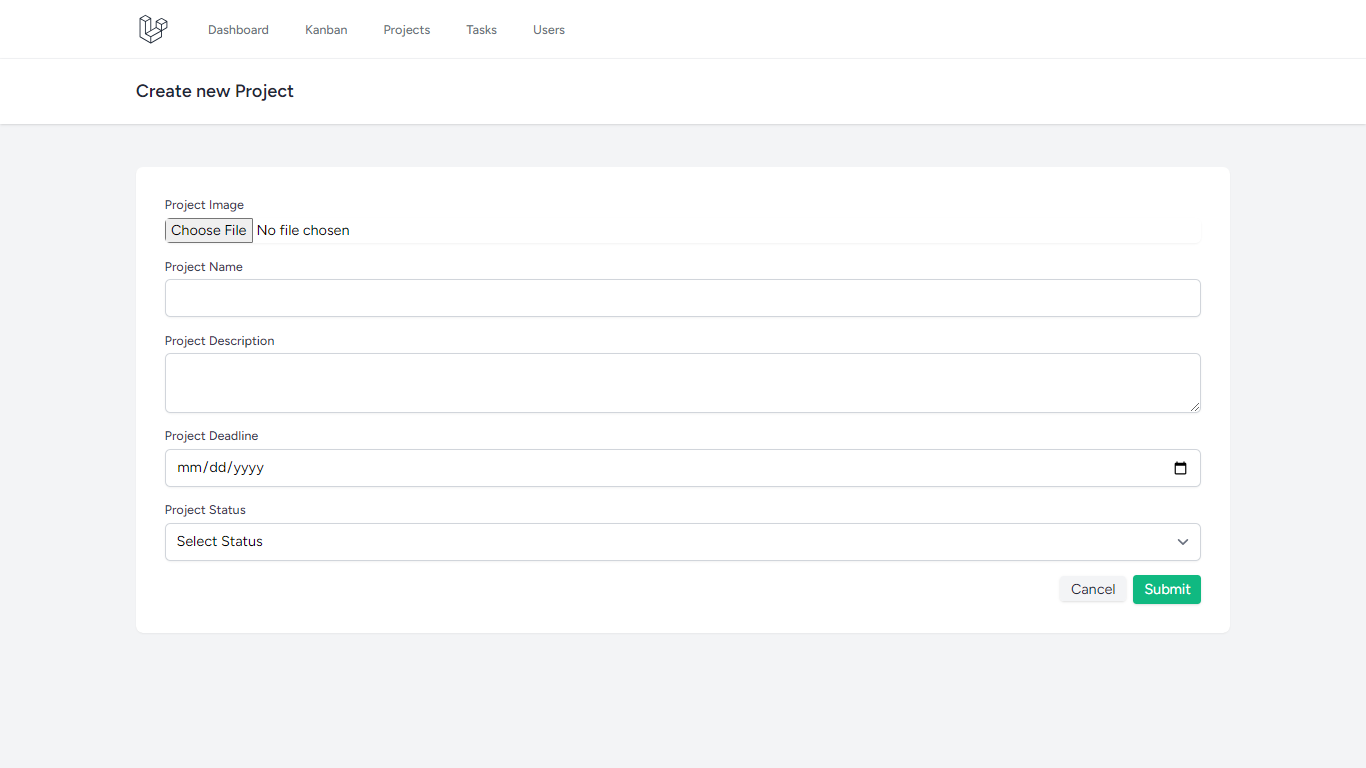 Dashboard Kanban Projects Tasks Users
Create new Project
Project Image
Choose File No file chosen
Project Name
Project Description
Project Deadline
mm/dd/yyyy
Project Status
Select Status
Cancel Submit